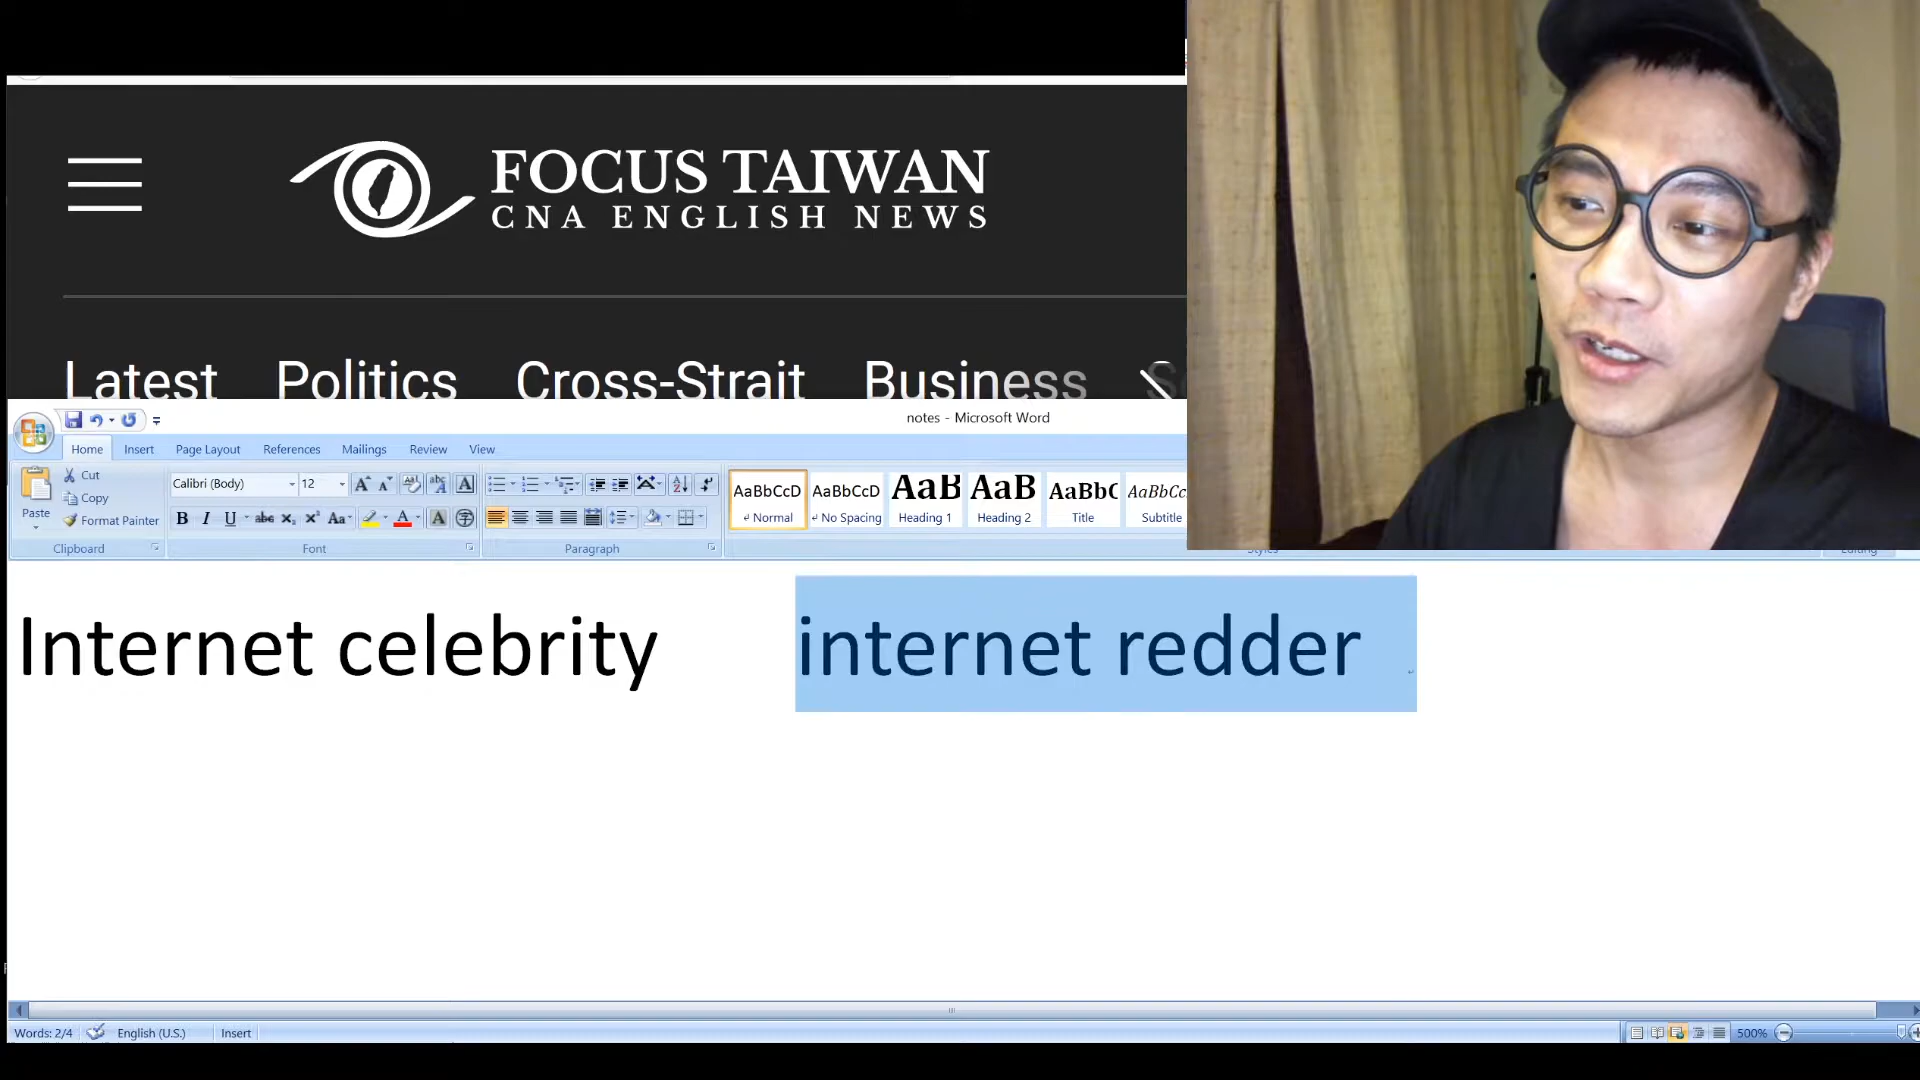 FOCUS TAIWAN
CNA ENGLISH NEWS
Latest Politics Cross-Strait Business
notes - Microsoft Word
Home Insert Page Layout References Mailings Review View
Cut
Copy
Format Painter
Paste
Clipboard
Calibri (Body) 12
Font
Paragraph
AaBbCcD AaBbCcD AaB AaB AaBbC AaBbCc
Normal No Spacing Heading 1 Heading 2 Title Subtitle
Internet celebrity internet redder
Words: 2/4 English (U.S.) Insert 500%